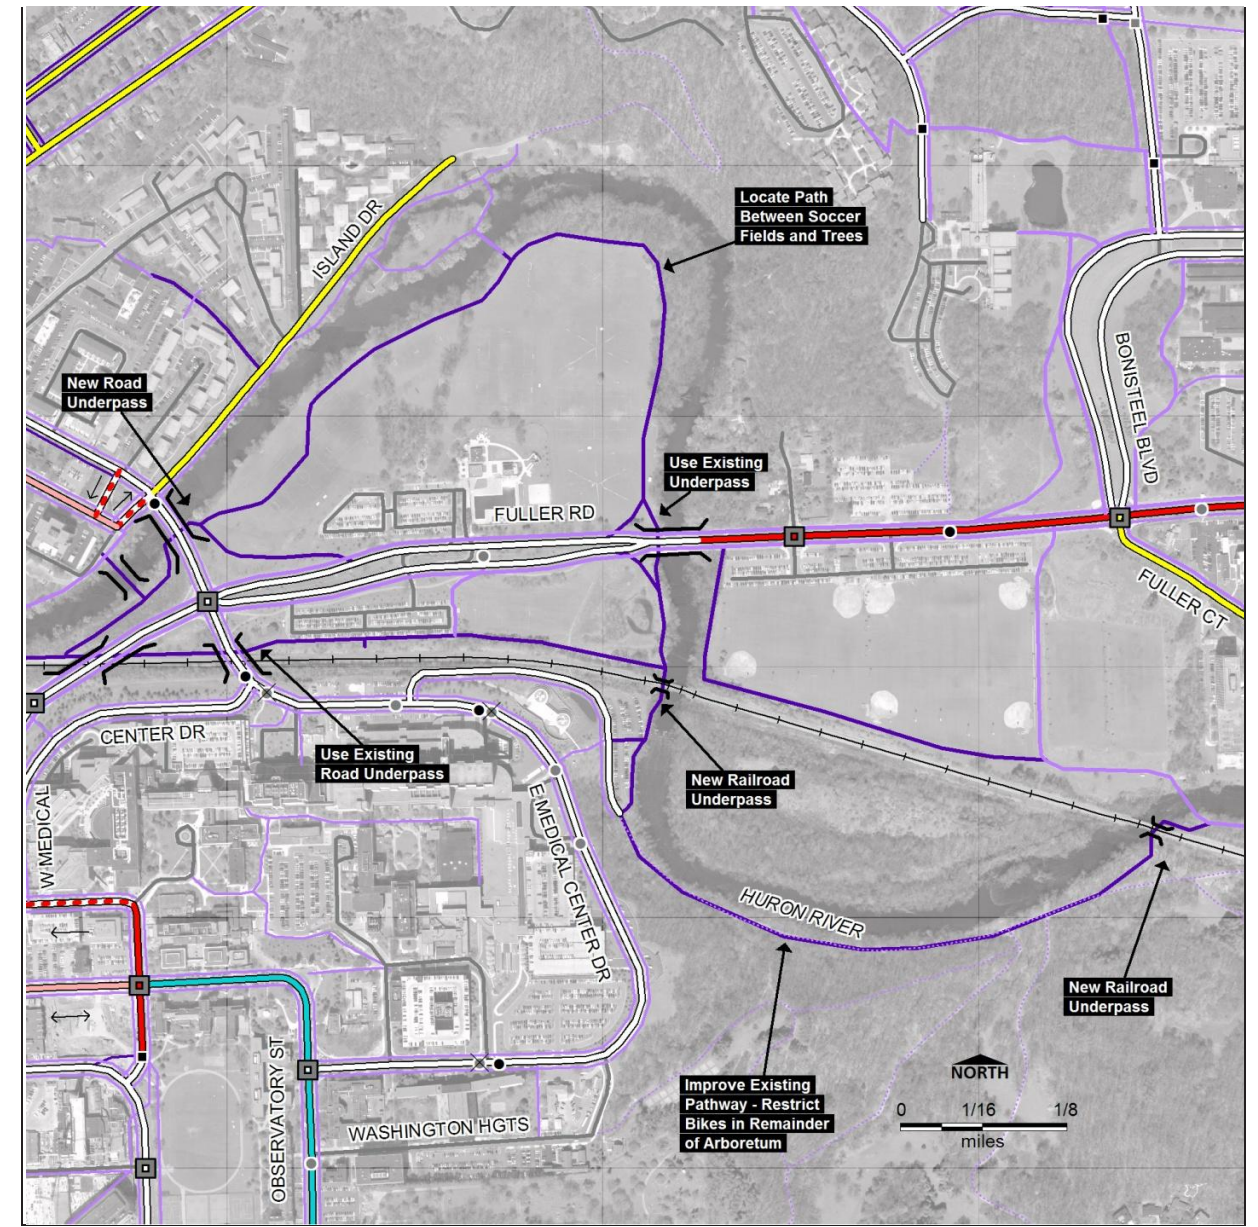 Locate Path
Between Soccer
Fields and Trees
ISLAND DR
New Road
Underpass
BONISTEEL BLVD
Use Existing
Underpass
FULLER RD
FULLER CT
CENTER DR
Use Existing
Road Underpass
New Railroad
Underpass
W MEDICAL
E MEDICAL CENTER DR
HURON RIVER
New Railroad
Underpass
OBSERVATORY ST
WASHINGTON HGTS
Improve Existing
Pathway - Restrict
Bikes in Remainder
of Arboretum
NORTH
0 1/16 1/8
miles